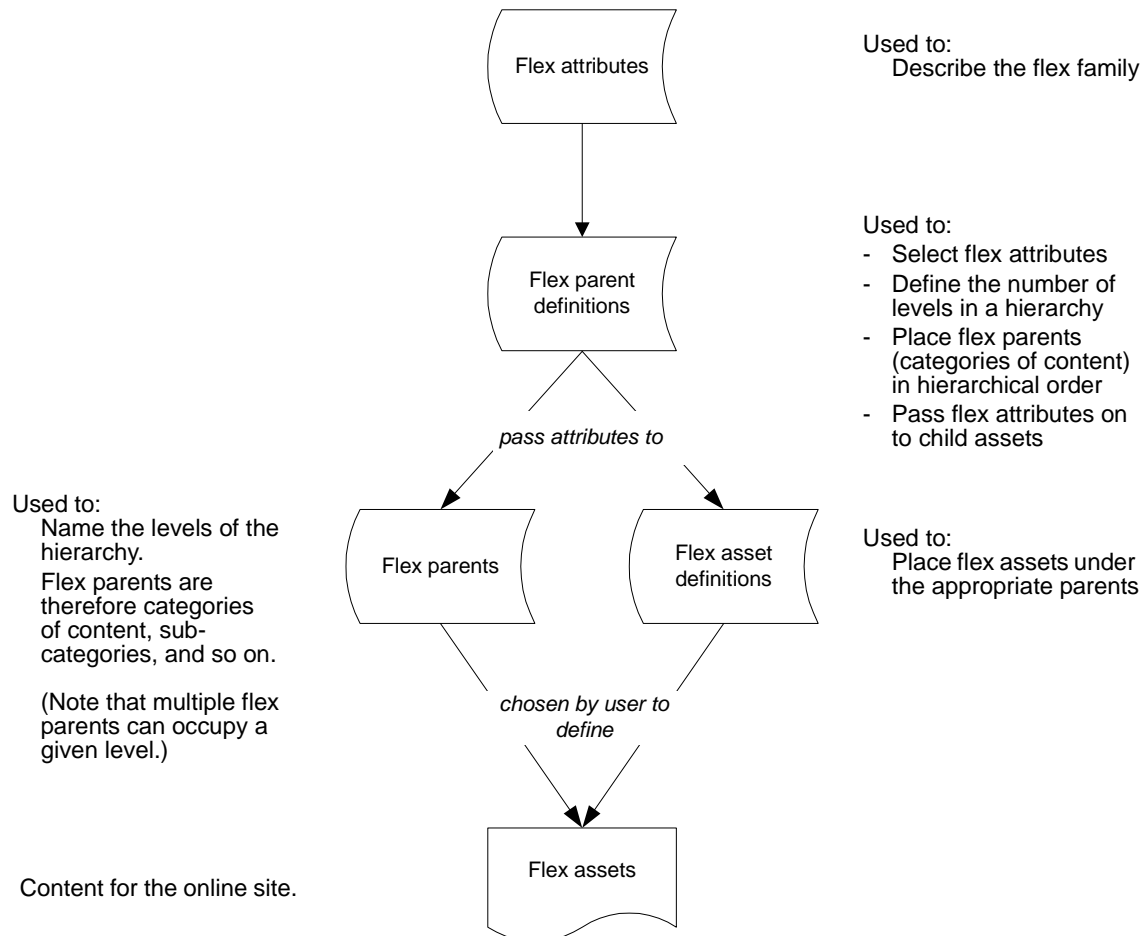 Flex attributes
Used to:
Describe the flex family
Flex parent
definitions
Used to:
- Select flex attributes
- Define the number of
levels in a hierarchy
- Place flex parents
(categories of content)
in hierarchical order
- Pass flex attributes on
to child assets
pass attributes to
Used to:
Name the levels of the
hierarchy.
Flex parents are
therefore categories
of content, sub-
categories, and so on.
(Note that multiple flex
parents can occupy a
given level.)
Flex parents
Flex asset
definitions
Used to:
Place flex assets under
the appropriate parents
chosen by user to
define
Flex assets
Content for the online site.